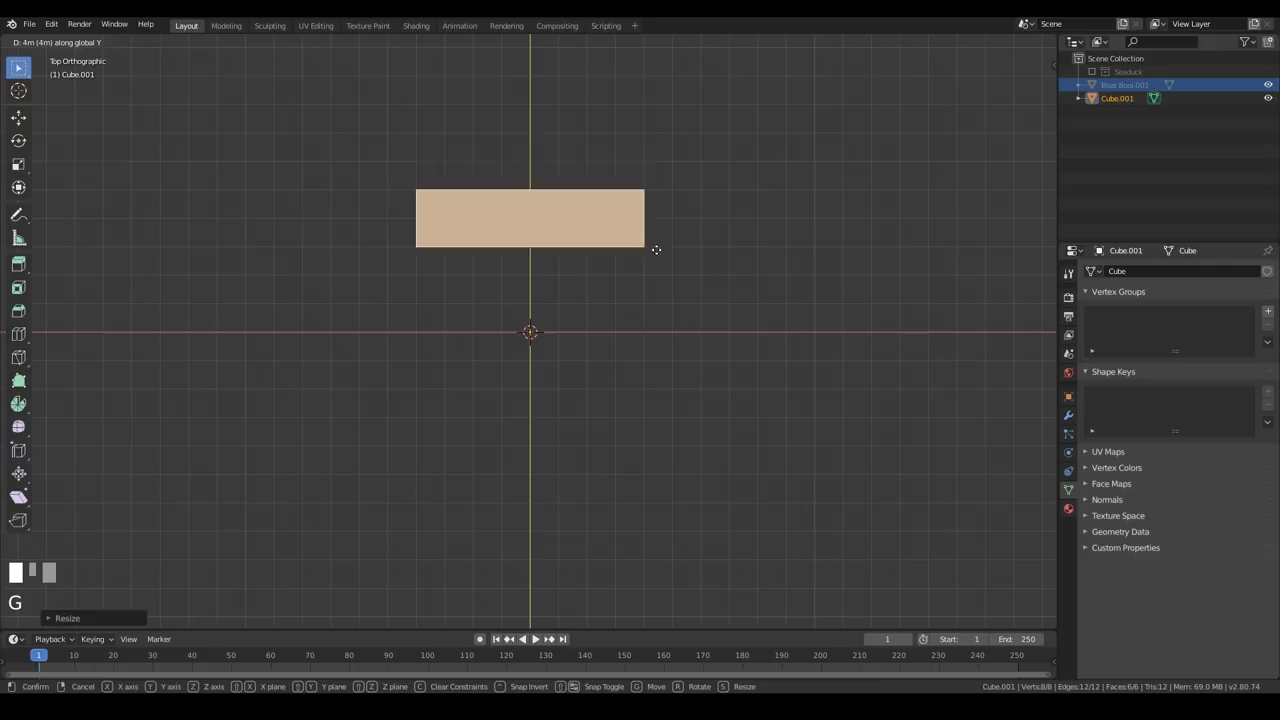 File Edit Render Window Help Layout Modeling Sculpting UV Editing Texture Paint Shading Animation Rendering Compositing Scripting + Scene View Layer
D: 4m (4m) along global Y
Top Orthographic
(1) Cube.001
Scene Collection
Seaduck
Boat Bool.001
Cube.001
Cube.001 Cube
Cube
Vertex Groups
Shape Keys
UV Maps
Vertex Colors
Face Maps
Normals
Texture Space
Geometry Data
Custom Properties
G
Resize
Playback Keying View Marker 1 Start: 1 End: 250
1 10 20 30 40 50 60 70 80 90 100 110 120 130 140 150 160 170 180 190 200 210 220 230 240 250
Confirm Cancel X X axis Y Y axis Z Z axis X X plane Y Y plane Z Z plane C Clear Constraints Snap Invert Snap Toggle G Move R Rotate S Resize Cube.001 | Verts:8/8 | Edges:12/12 | Faces:6/6 | Tris:12 | Mem: 69.0 MB | v2.80.74